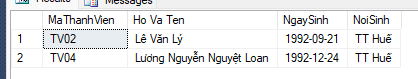 Messages
MaThanhVien Ho Va Ten NgaySinh NoiSinh
1 TV02 Lê Văn Lý 1992-09-21 TT Huế
2 TV04 Lương Nguyễn Nguyệt Loan 1992-12-24 TT Huế